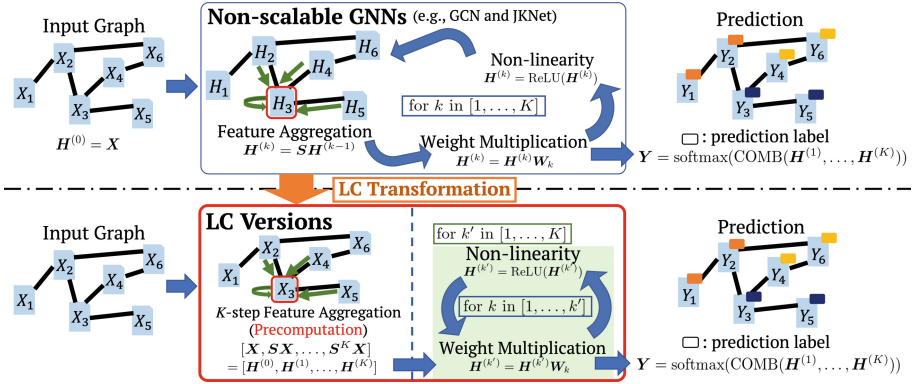 Non-scalable GNNs (e.g., GCN and JKNet)
Input Graph
X₁
X₂
X₃
X₄
X₅
X₆
H⁽⁰⁾ = X
H₁
H₂
H₃
H₄
H₅
H₆
Feature Aggregation
H⁽ᵏ⁾ = SH⁽ᵏ⁻¹⁾
Non-linearity
H⁽ᵏ⁾ = ReLU(H⁽ᵏ⁾)
for k in [1, . . . , K]
Weight Multiplication
H⁽ᵏ⁾ = H⁽ᵏ⁾Wₖ
Prediction
Y₁
Y₂
Y₃
Y₄
Y₅
Y₆
: prediction label
Y = softmax(COMB(H⁽¹⁾, . . . , H⁽ᴷ⁾))
LC Transformation
LC Versions
Input Graph
X₁
X₂
X₃
X₄
X₅
X₆
X₁
X₂
X₃
X₄
X₅
X₆
K-step Feature Aggregation
(Precomputation)
[X, SX, . . . , SᴷX]
= [H⁽⁰⁾, H⁽¹⁾, . . . , H⁽ᴷ⁾]
for k′ in [1, . . . , K]
Non-linearity
H⁽ᵏ′⁾ = ReLU(H⁽ᵏ′⁾)
for k in [1, . . . , k′]
Weight Multiplication
H⁽ᵏ′⁾ = H⁽ᵏ′⁾Wₖ
Prediction
Y₁
Y₂
Y₃
Y₄
Y₅
Y₆
: prediction label
Y = softmax(COMB(H⁽¹⁾, . . . , H⁽ᴷ⁾))